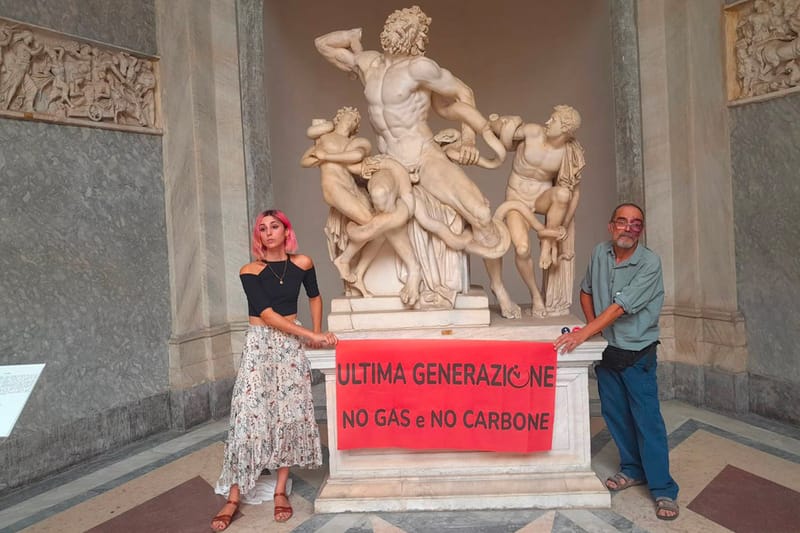 ULTIMA GENERAZIONE
NO GAS e NO CARBONE